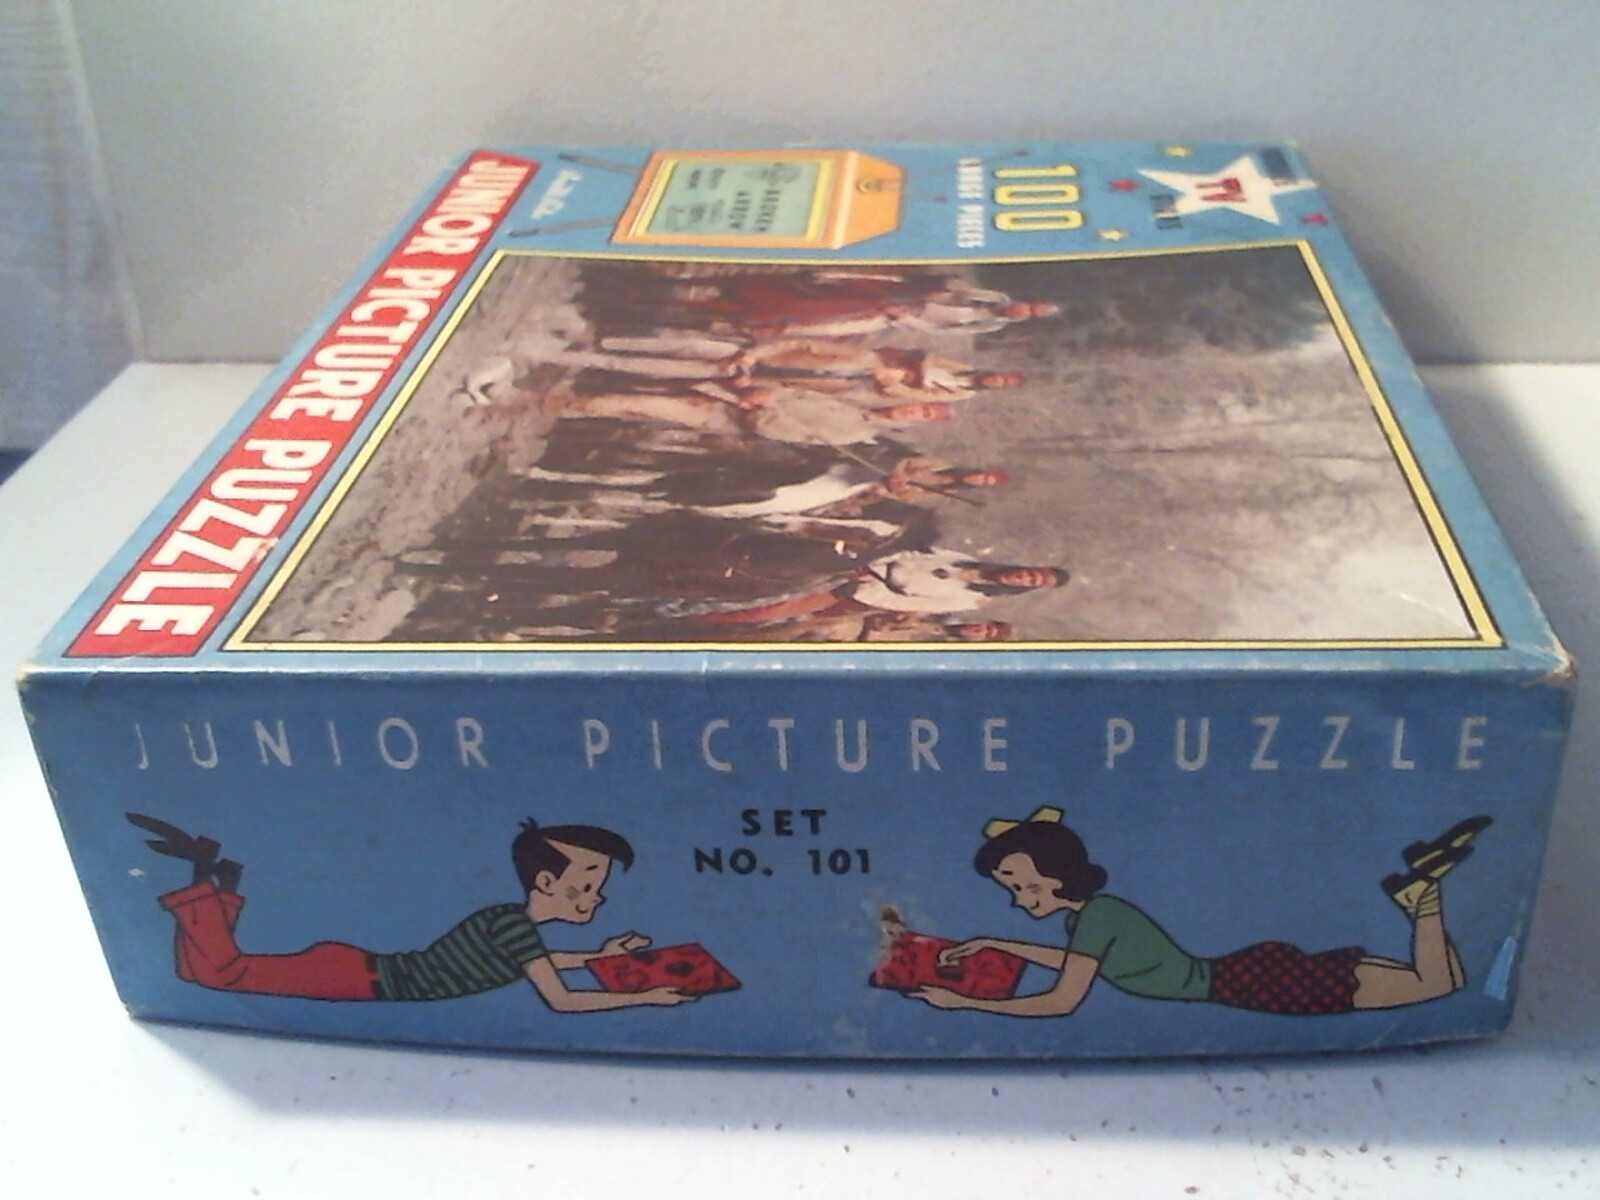 TV
100
LARGE PIECES
BROKEN
ARROW
JUNIOR PICTURE PUZZLE
JUNIOR PICTURE PUZZLE
SET
NO. 101